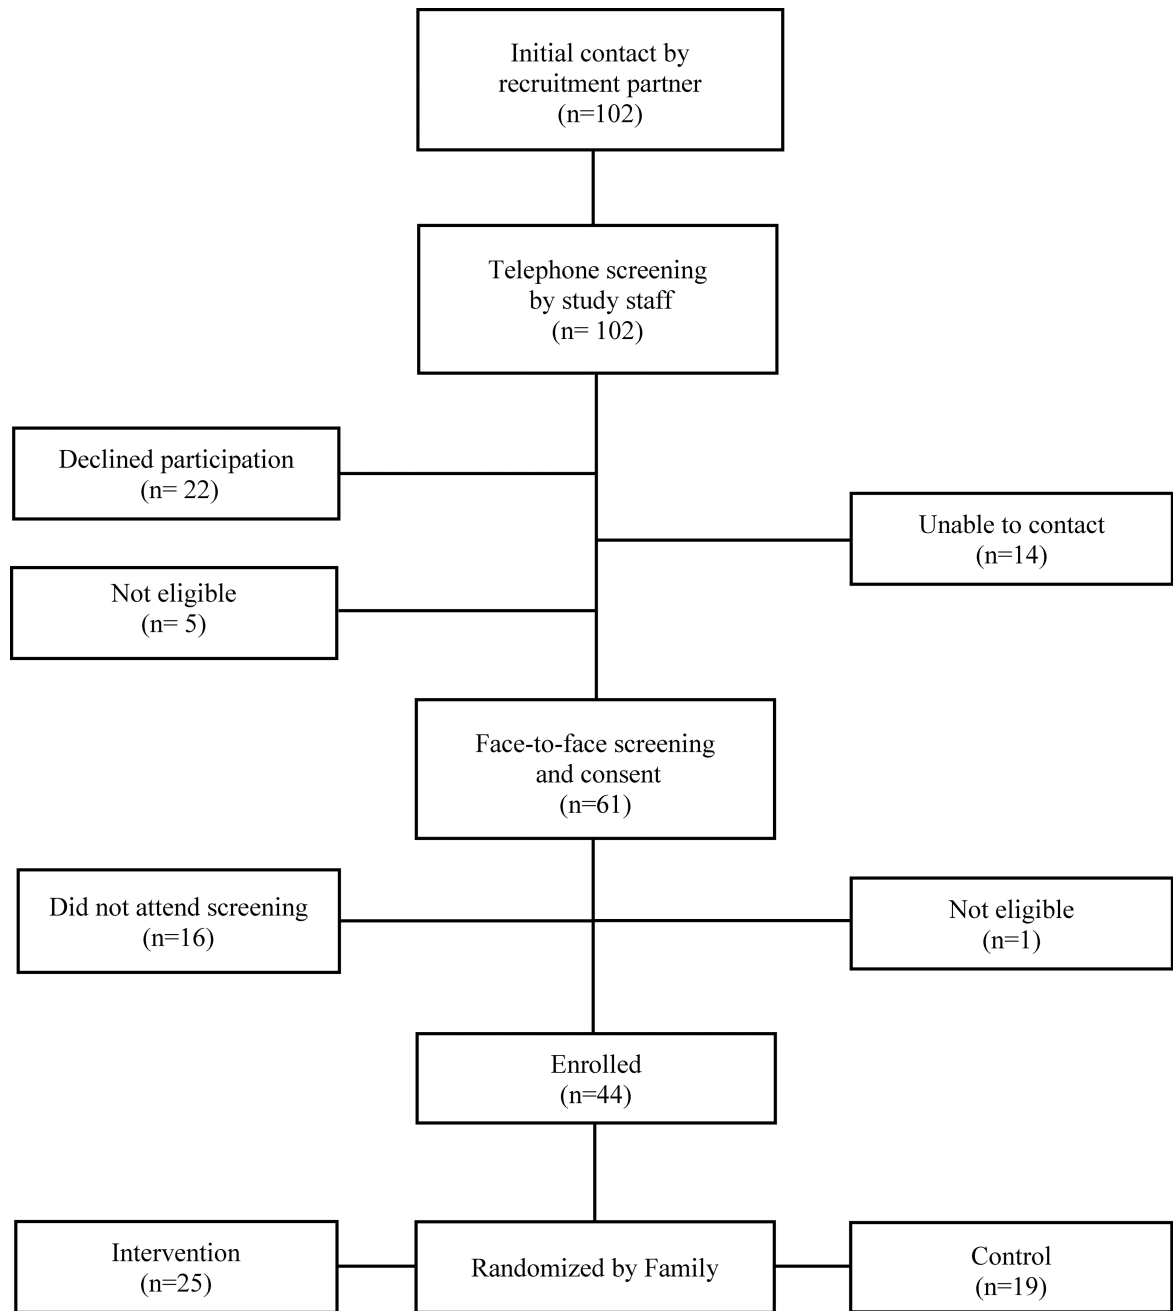 Initial contact by
recruitment partner
(n=102)
Telephone screening
by study staff
(n= 102)
Declined participation
(n= 22)
Unable to contact
(n=14)
Not eligible
(n= 5)
Face-to-face screening
and consent
(n=61)
Did not attend screening
(n=16)
Not eligible
(n=1)
Enrolled
(n=44)
Intervention
(n=25)
Randomized by Family
Control
(n=19)